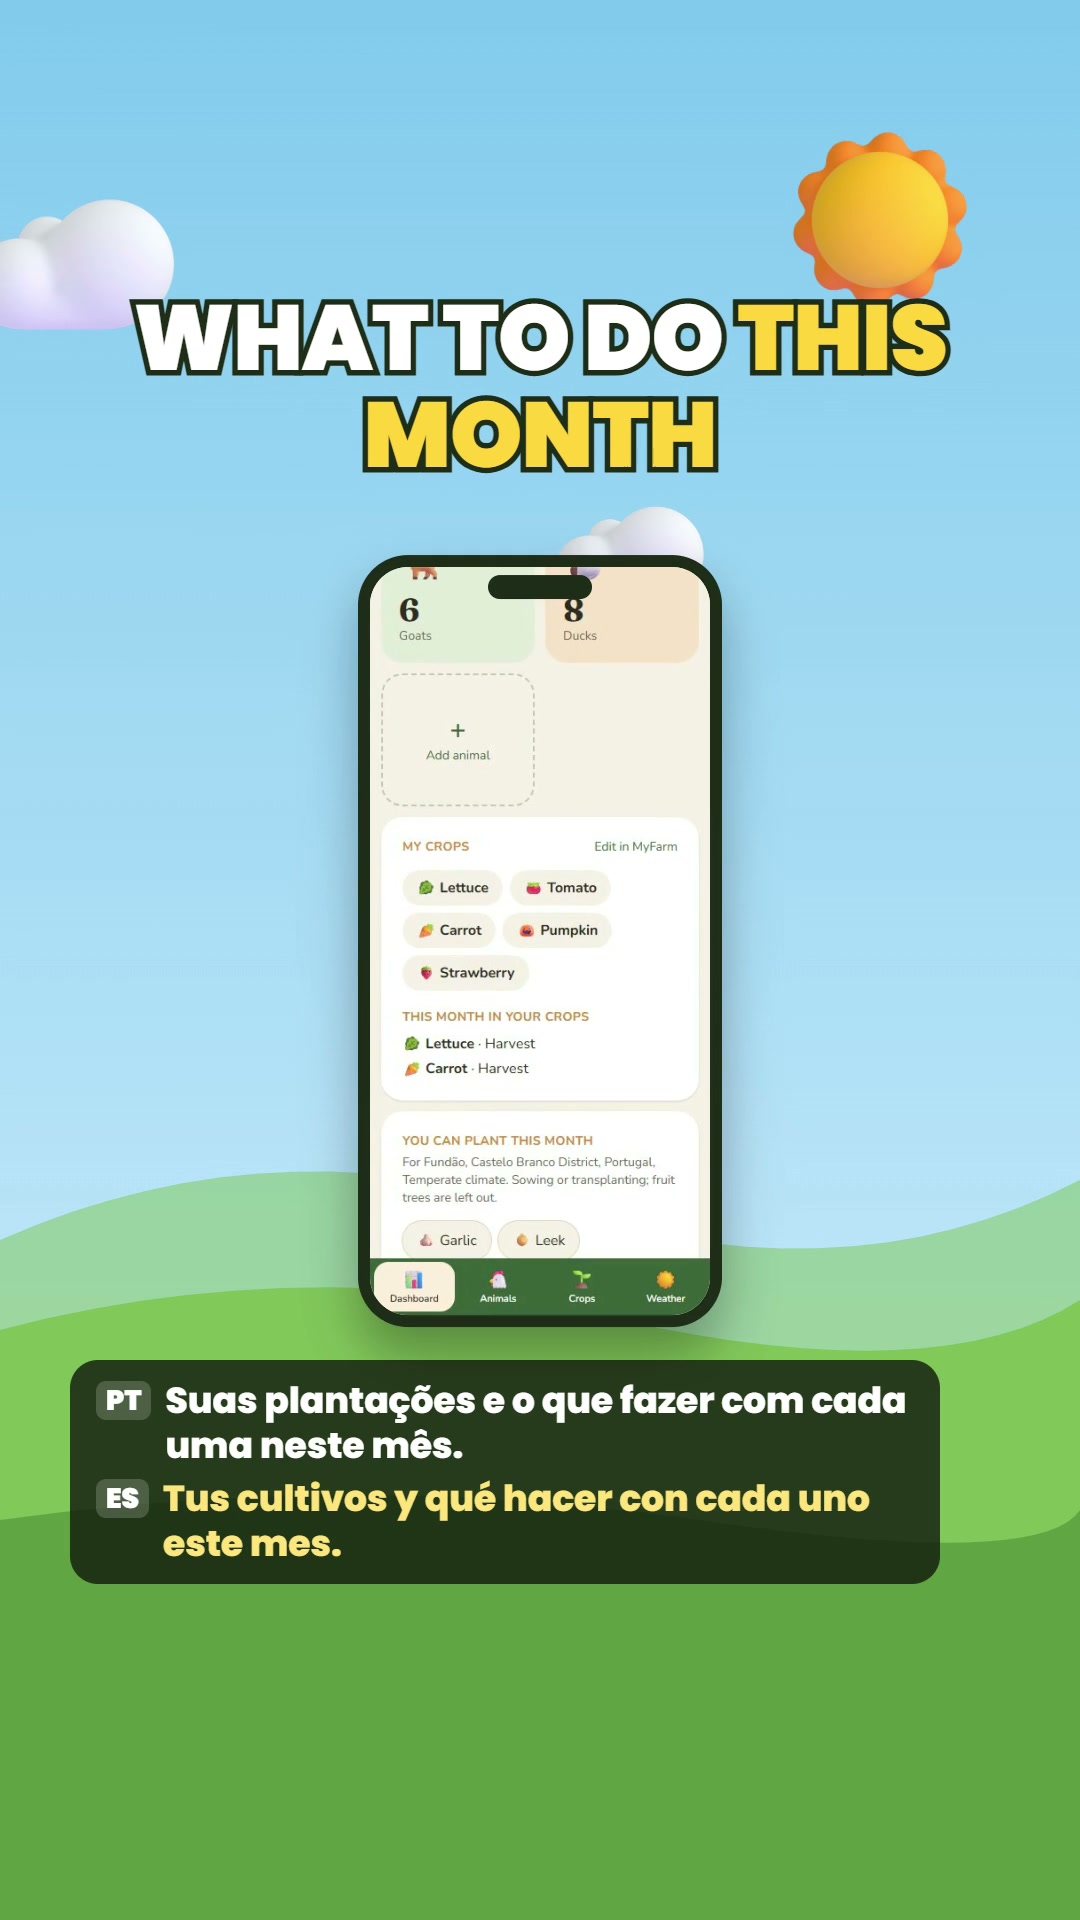 WHAT TO DO THIS
MONTH
6
Goats
8
Ducks
+
Add animal
MY CROPS
Edit in MyFarm
Lettuce
Tomato
Carrot
Pumpkin
Strawberry
THIS MONTH IN YOUR CROPS
Lettuce · Harvest
Carrot · Harvest
YOU CAN PLANT THIS MONTH
For Fundão, Castelo Branco District, Portugal,
Temperate climate. Sowing or transplanting; fruit
trees are left out.
Garlic
Leek
Dashboard
Animals
Crops
Weather
PT Suas plantações e o que fazer com cada
uma neste mês.
ES Tus cultivos y qué hacer con cada uno
este mes.